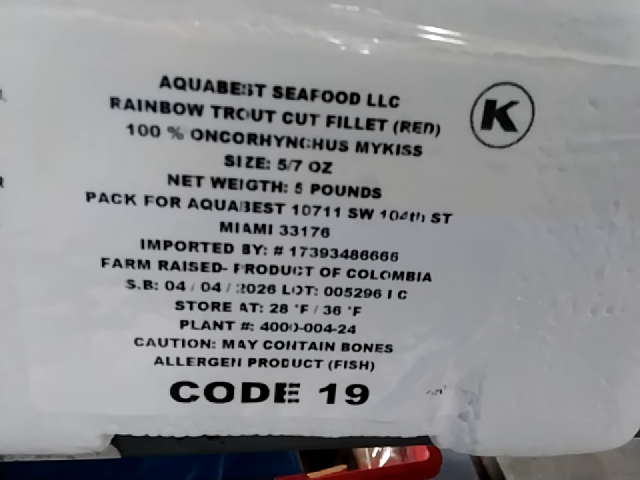 AQUABEST SEAFOOD LLC
RAINBOW TROUT CUT FILLET (RED)
K
100 % ONCORHYNCHUS MYKISS
SIZE: 5/7 OZ
NET WEIGTH: 5 POUNDS
PACK FOR AQUABEST 10711 SW 104th ST
MIAMI 33176
IMPORTED BY: # 17393486666
FARM RAISED- PRODUCT OF COLOMBIA
S.B: 04 / 04 / 2026 LOT: 005296 I C
STORE AT: 28 °F / 36 °F
PLANT #: 4000-004-24
CAUTION: MAY CONTAIN BONES
ALLERGEN PRODUCT (FISH)
CODE 19